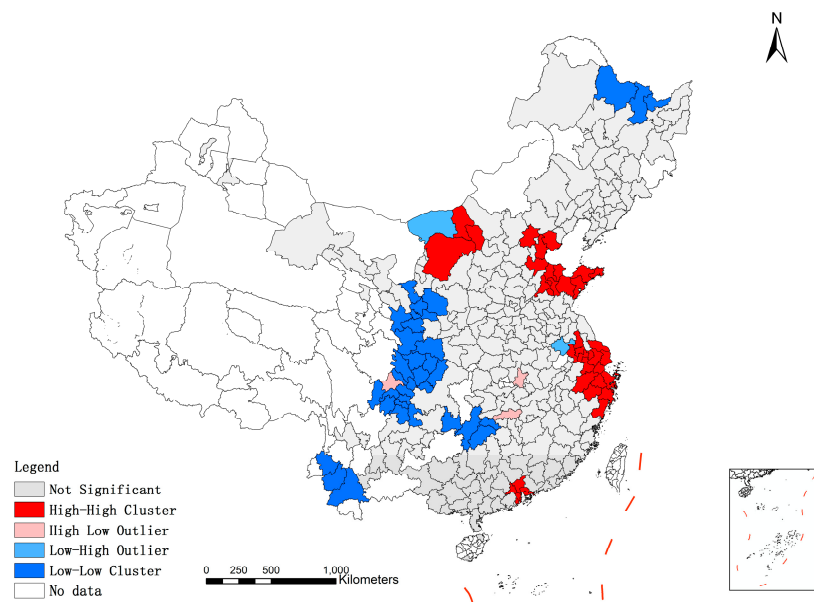 N
Legend
Not Significant
High-High Cluster
High Low Outlier
Low-High Outlier
Low-Low Cluster
No data
0 250 500 1,000
Kilometers